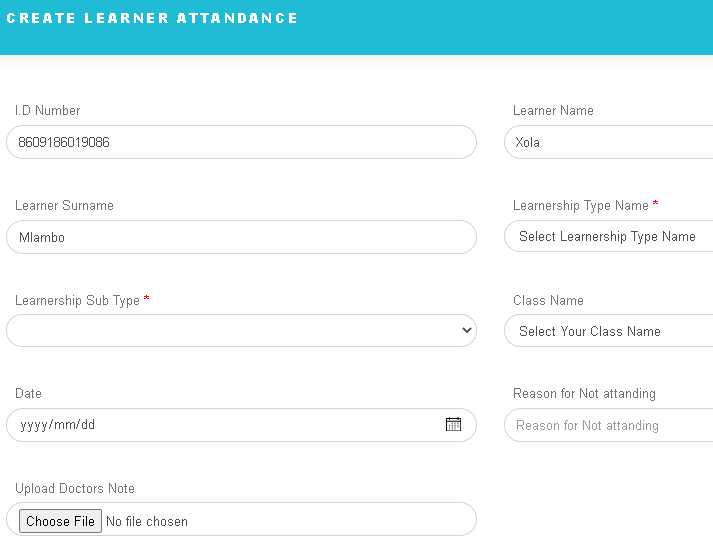 CREATE LEARNER ATTANDANCE
I.D Number
Learner Name
8609186019086
Xola
Learner Surname
Learnership Type Name *
Mlambo
Select Learnership Type Name
Learnership Sub Type *
Class Name
Select Your Class Name
Date
Reason for Not attanding
yyyy/mm/dd
Reason for Not attanding
Upload Doctors Note
Choose File No file chosen